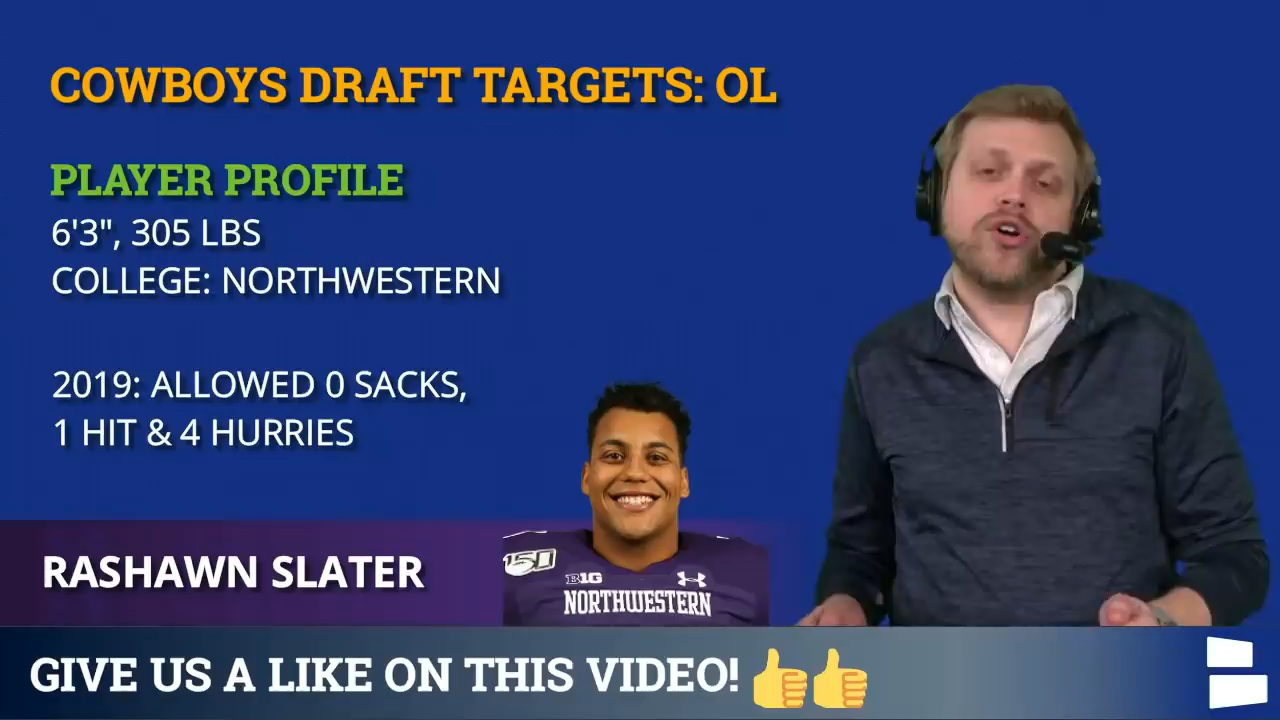 COWBOYS DRAFT TARGETS: OL
PLAYER PROFILE
6'3", 305 LBS
COLLEGE: NORTHWESTERN
2019: ALLOWED 0 SACKS,
1 HIT & 4 HURRIES
RASHAWN SLATER
150
B1G
NORTHWESTERN
GIVE US A LIKE ON THIS VIDEO!